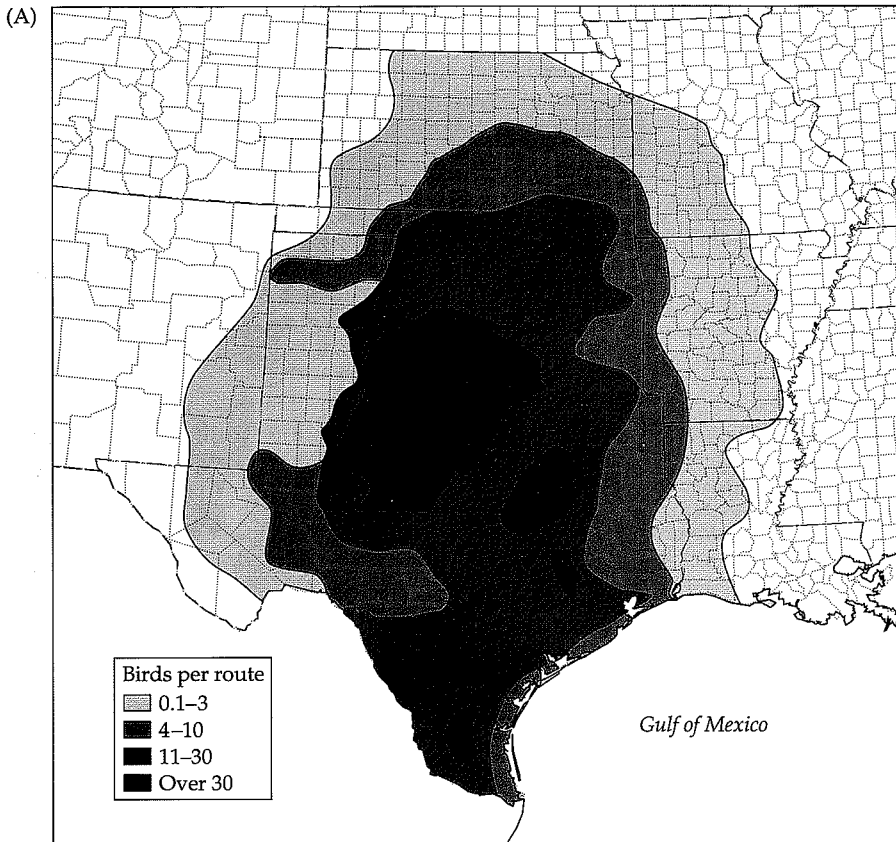 (A)
Birds per route
0.1–3
4–10
11–30
Over 30
Gulf of Mexico